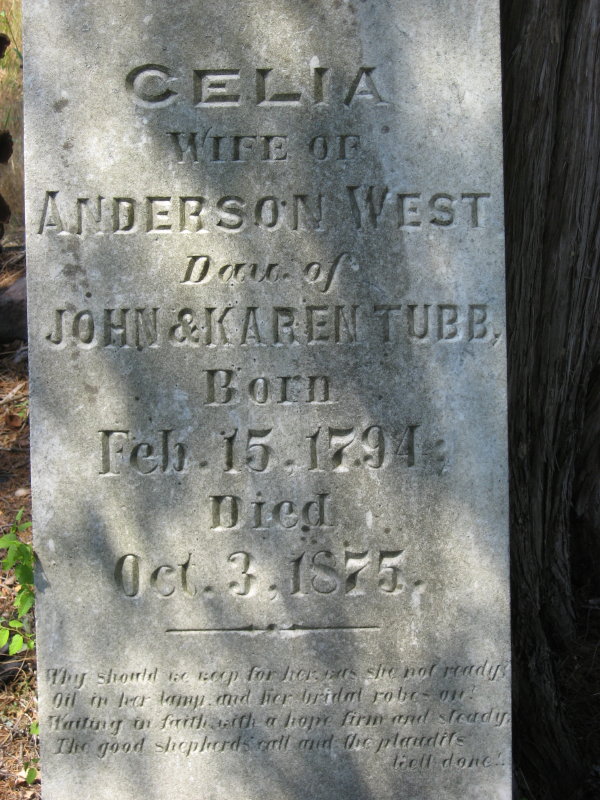 CELIA
WIFE OF
ANDERSON WEST
Dau. of
JOHN & KAREN TUBB,
Born
Feb. 15, 1794;
Died
Oct. 3, 1875.
Why should we weep for her, was she not ready?
Oil in her lamp, and her bridal robes on?
Waiting in faith, with a hope firm and steady,
The good shepherds call and the plaudits
Well done!